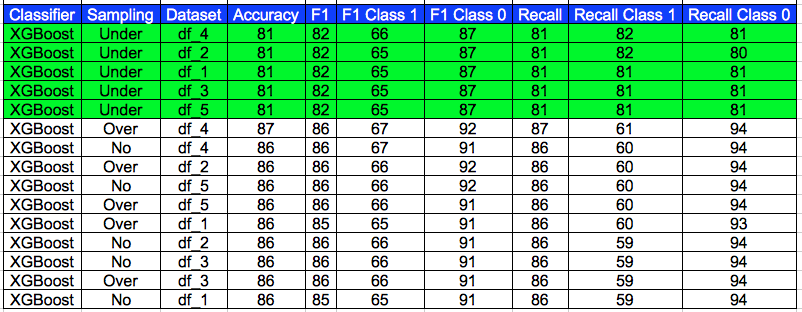 Classifier Sampling Dataset Accuracy F1 F1 Class 1 F1 Class 0 Recall Recall Class 1 Recall Class 0
XGBoost Under df_4 81 82 66 87 81 82 81
XGBoost Under df_2 81 82 65 87 81 82 80
XGBoost Under df_1 81 82 65 87 81 81 81
XGBoost Under df_3 81 82 65 87 81 81 81
XGBoost Under df_5 81 82 65 87 81 81 81
XGBoost Over df_4 87 86 67 92 87 61 94
XGBoost No df_4 86 86 67 91 86 60 94
XGBoost Over df_2 86 86 66 92 86 60 94
XGBoost No df_5 86 86 66 92 86 60 94
XGBoost Over df_5 86 86 66 91 86 60 94
XGBoost Over df_1 86 85 65 91 86 60 93
XGBoost No df_2 86 86 66 91 86 59 94
XGBoost No df_3 86 86 66 91 86 59 94
XGBoost Over df_3 86 86 66 91 86 59 94
XGBoost No df_1 86 85 65 91 86 59 94